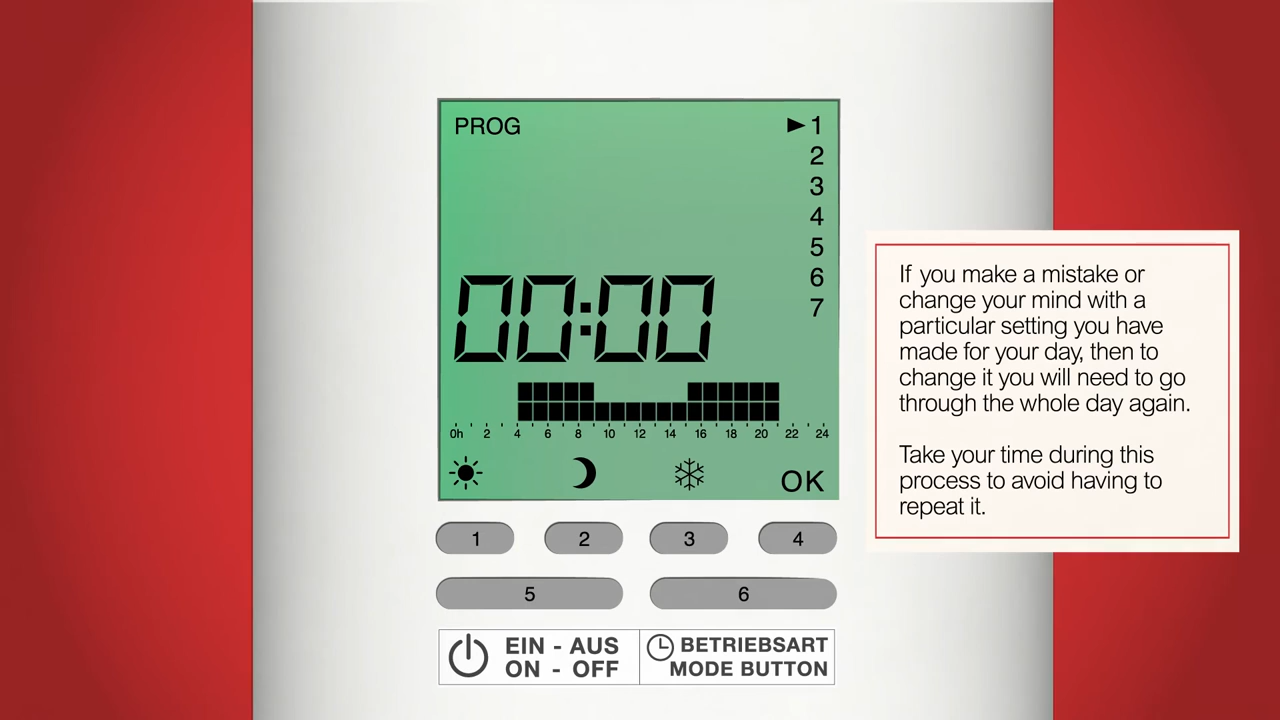 PROG
▶1
2
3
4
5
6
7
00:00
0h 2 4 6 8 10 12 14 16 18 20 22 24
OK
1 2 3 4
5 6
EIN - AUS
ON - OFF
BETRIEBSART
MODE BUTTON
If you make a mistake or
change your mind with a
particular setting you have
made for your day, then to
change it you will need to go
through the whole day again.
Take your time during this
process to avoid having to
repeat it.